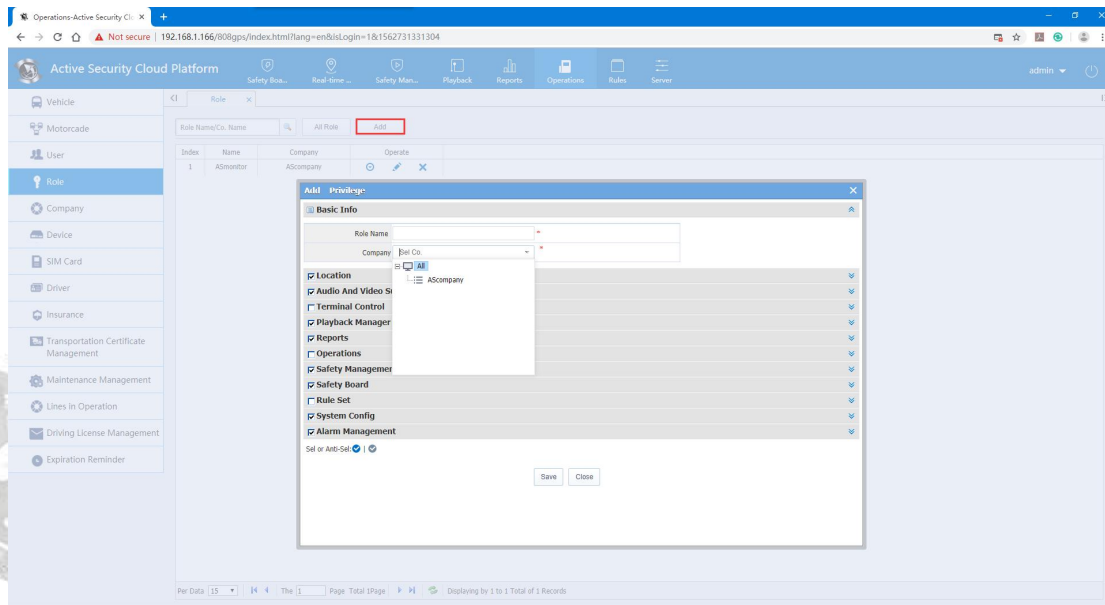 Operations-Active Security Clo
Not secure | 192.168.1.166/808gps/index.html?lang=en&isLogin=1&1562731331304
Active Security Cloud Platform
Safety Boa...
Real-time ...
Safety Man...
Playback
Reports
Operations
Rules
Server
admin
Vehicle
Motorcade
User
Role
Company
Device
SIM Card
Driver
Insurance
Transportation Certificate
Management
Maintenance Management
Lines In Operation
Driving License Management
Expiration Reminder
Role
Role Name/Co. Name
All Role
Add
Index Name Company Operate
1 ASmonitor AScompany
Add Privilege
Basic Info
Role Name *
Company Sel Co. *
All
AScompany
Location
Audio And Video Su
Terminal Control
Playback Manager
Reports
Operations
Safety Managemen
Safety Board
Rule Set
System Config
Alarm Management
Sel or Anti-Sel: |
Save Close
Per Data 15 The 1 Page Total 1Page Displaying by 1 to 1 Total of 1 Records